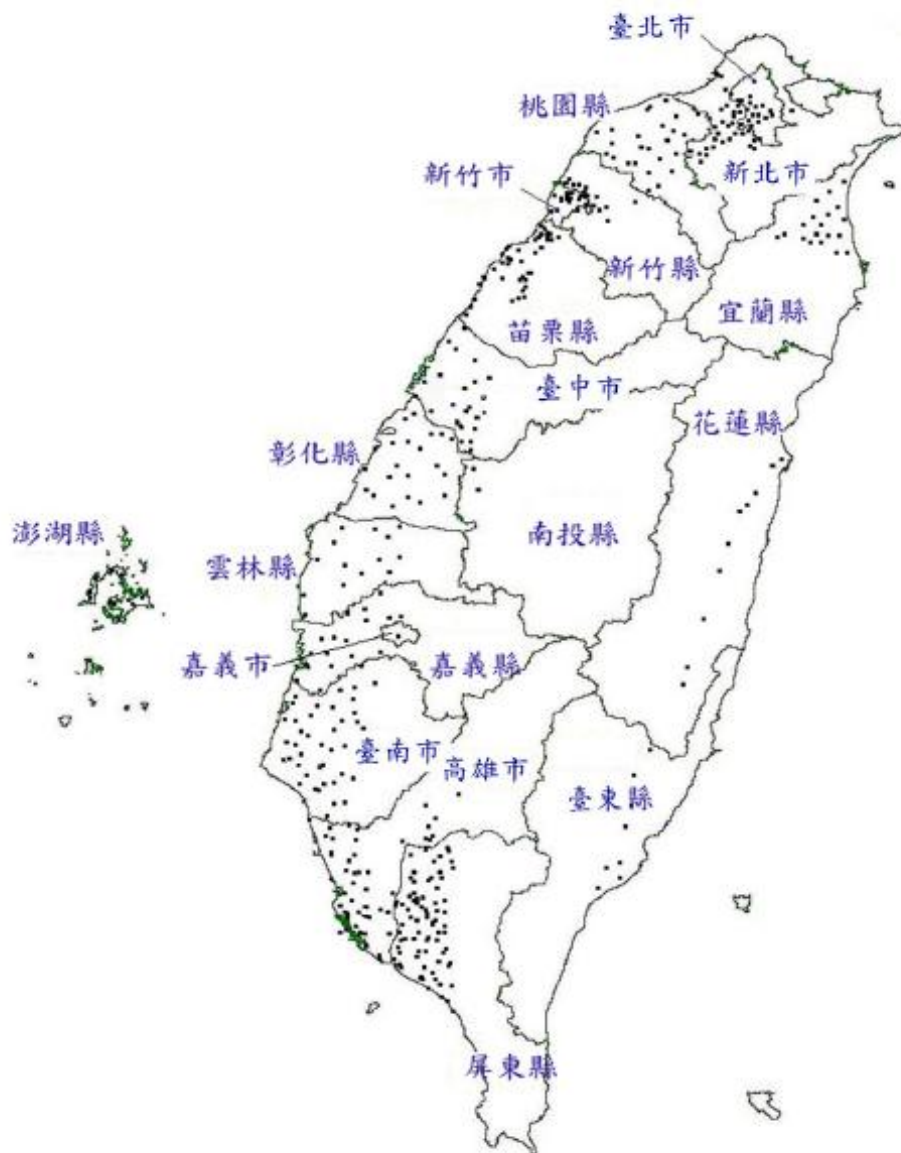 臺北市
桃園縣
新竹市
新北市
新竹縣
宜蘭縣
苗栗縣
臺中市
花蓮縣
彰化縣
澎湖縣
南投縣
雲林縣
嘉義市
嘉義縣
臺南市
高雄市
臺東縣
屏東縣